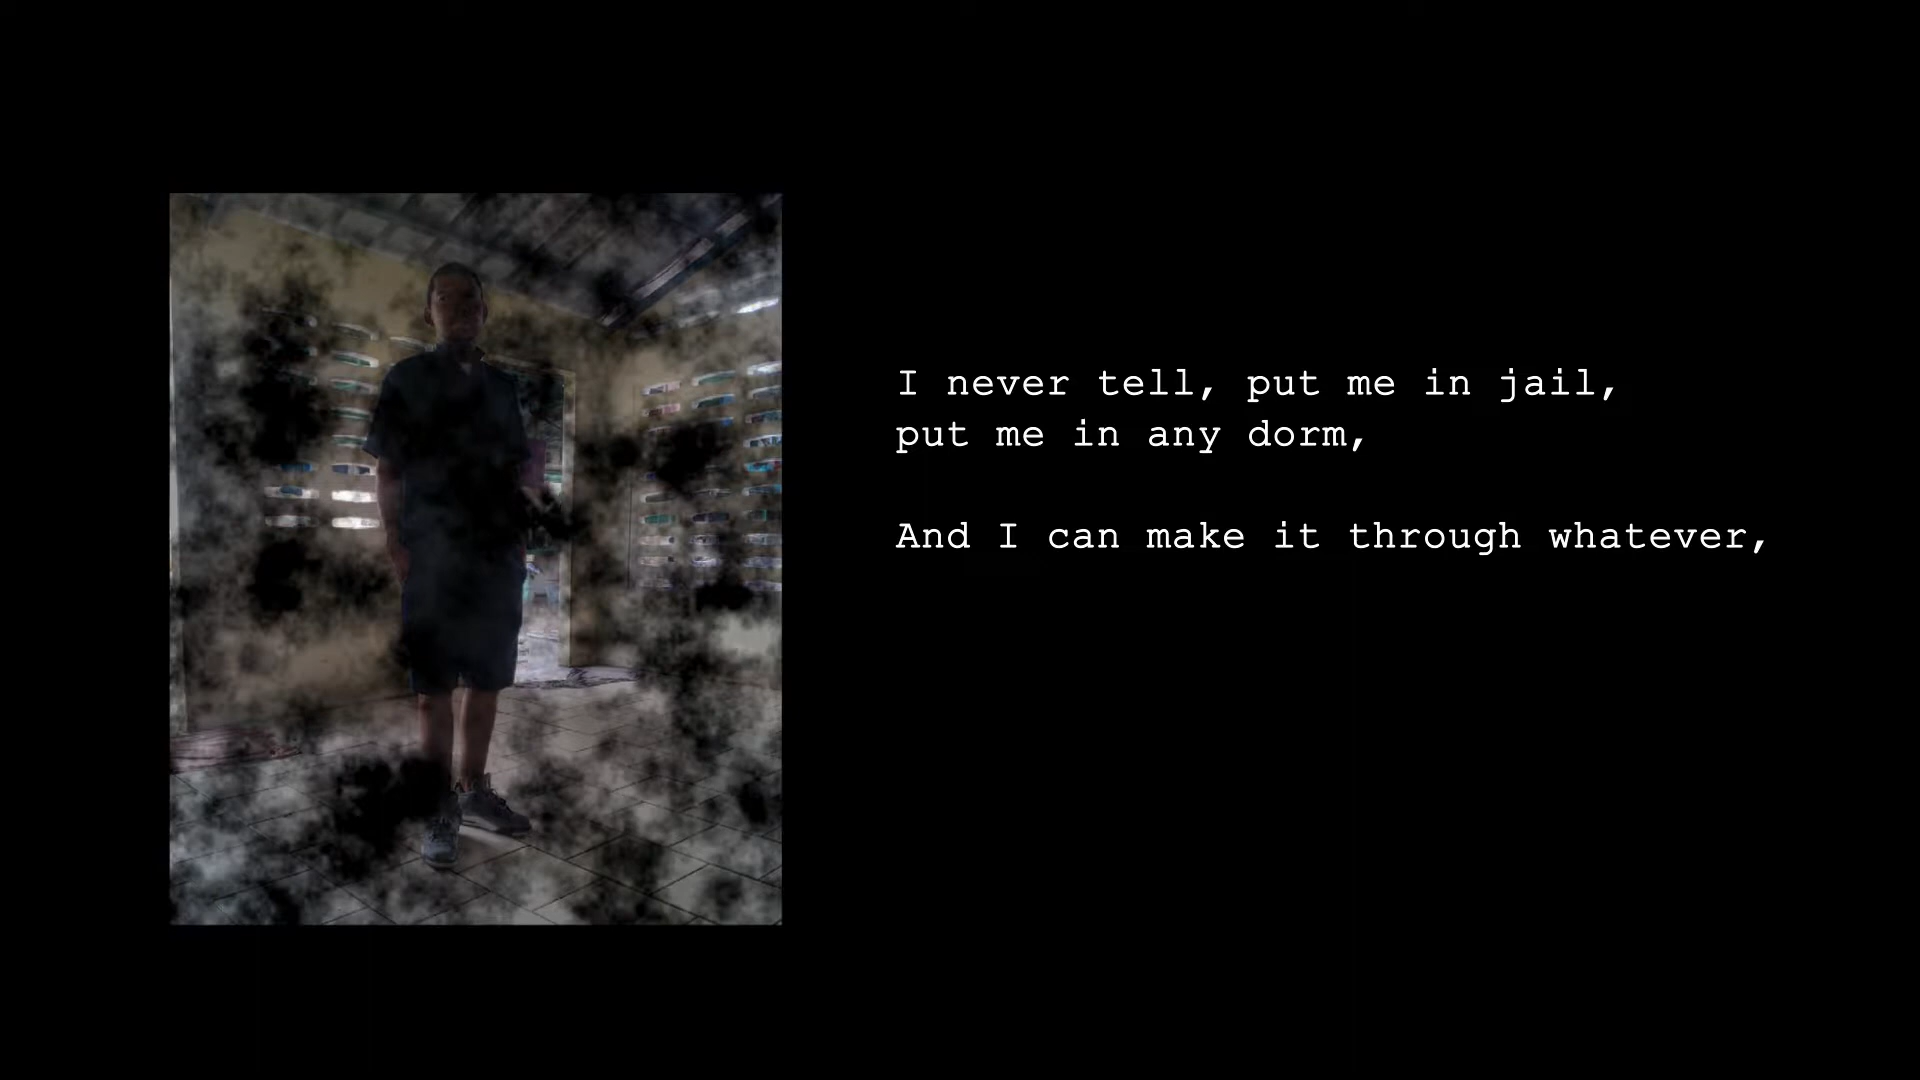 I never tell, put me in jail,
put me in any dorm,
And I can make it through whatever,